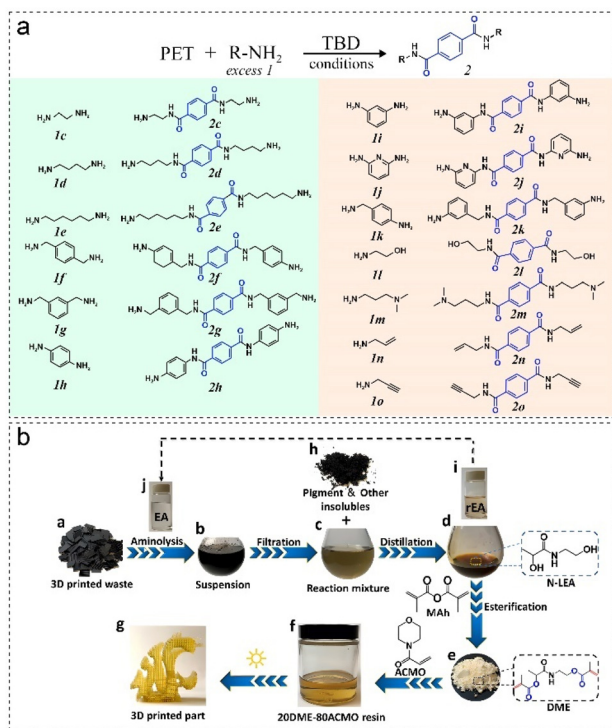 a
PET + R-NH2 TBD
excess 1 conditions 2
1c 2c
1d 2d
1e 2e
1f 2f
1g 2g
1h 2h
1i 2i
1j 2j
1k 2k
1l 2l
1m 2m
1n 2n
1o 2o
b
h
Pigment & Other
insolubles
j EA
i rEA
a Aminolysis b Filtration + c Distillation d
3D printed waste
Suspension
Reaction mixture
N-LEA
MAh
Esterification
g f ACMO e
3D printed part
20DME-80ACMO resin
DME